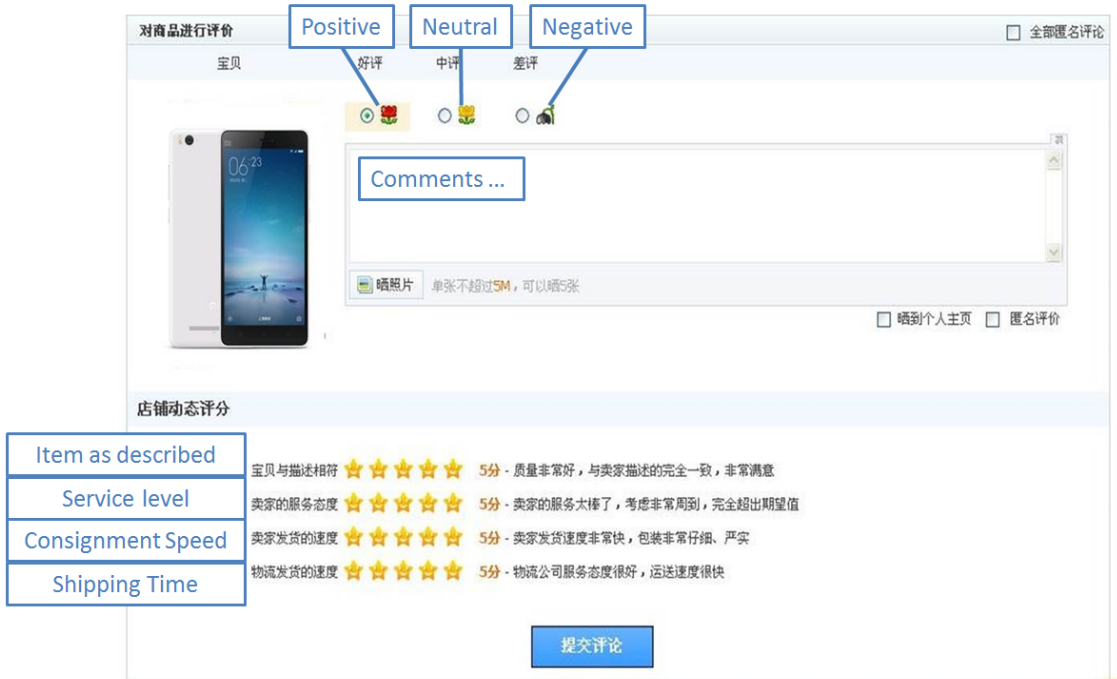 Positive
Neutral
Negative
对商品进行评价
全部匿名评论
宝贝
好评
中评
差评
06:23
Comments ...
晒照片
单张不超过5M，可以晒5张
晒到个人主页
匿名评价
店铺动态评分
Item as described
宝贝与描述相符
5分 - 质量非常好，与卖家描述的完全一致，非常满意
Service level
卖家的服务态度
5分 - 卖家的服务太棒了，考虑非常周到，完全超出期望值
Consignment Speed
卖家发货的速度
5分 - 卖家发货速度非常快，包装非常仔细、严实
Shipping Time
物流发货的速度
5分 - 物流公司服务态度很好，运送速度很快
提交评论